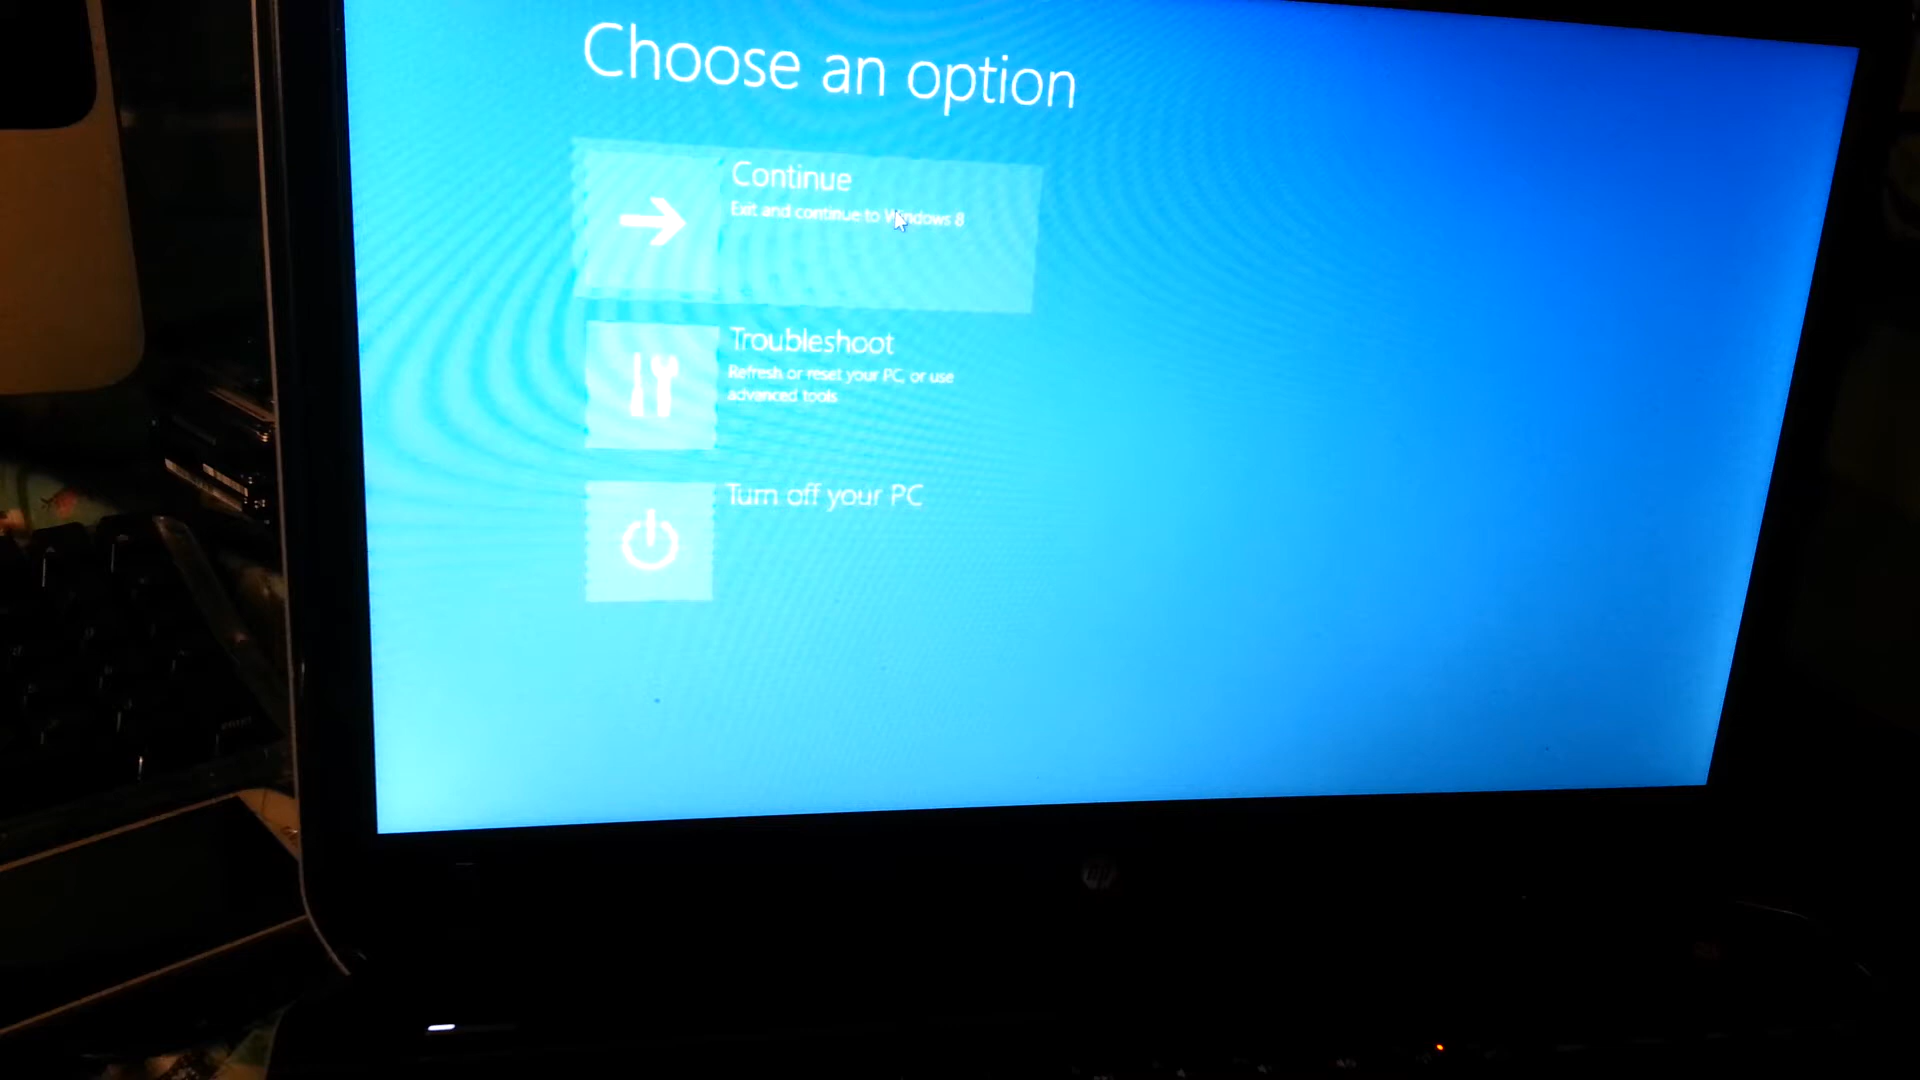 Choose an option
Continue
Exit and continue to Windows 8
Troubleshoot
Refresh or reset your PC, or use
advanced tools
Turn off your PC
hp